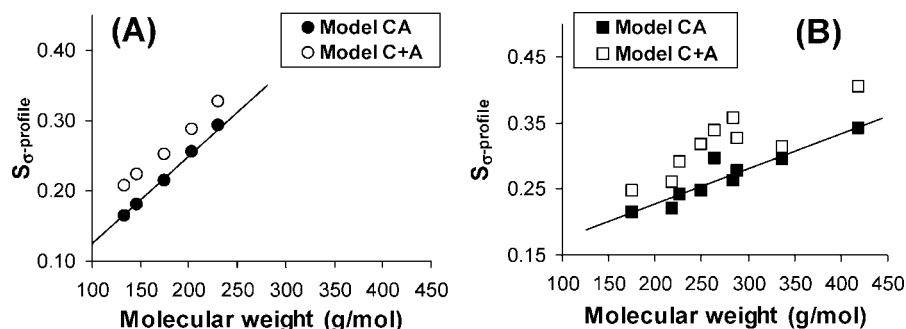 (A)
Model CA
Model C+A
0.40
0.30
0.20
0.10
Sσ-profile
100 150 200 250 300 350 400 450
Molecular weight (g/mol)
(B)
Model CA
Model C+A
0.45
0.35
0.25
0.15
Sσ-profile
100 150 200 250 300 350 400 450
Molecular weight (g/mol)